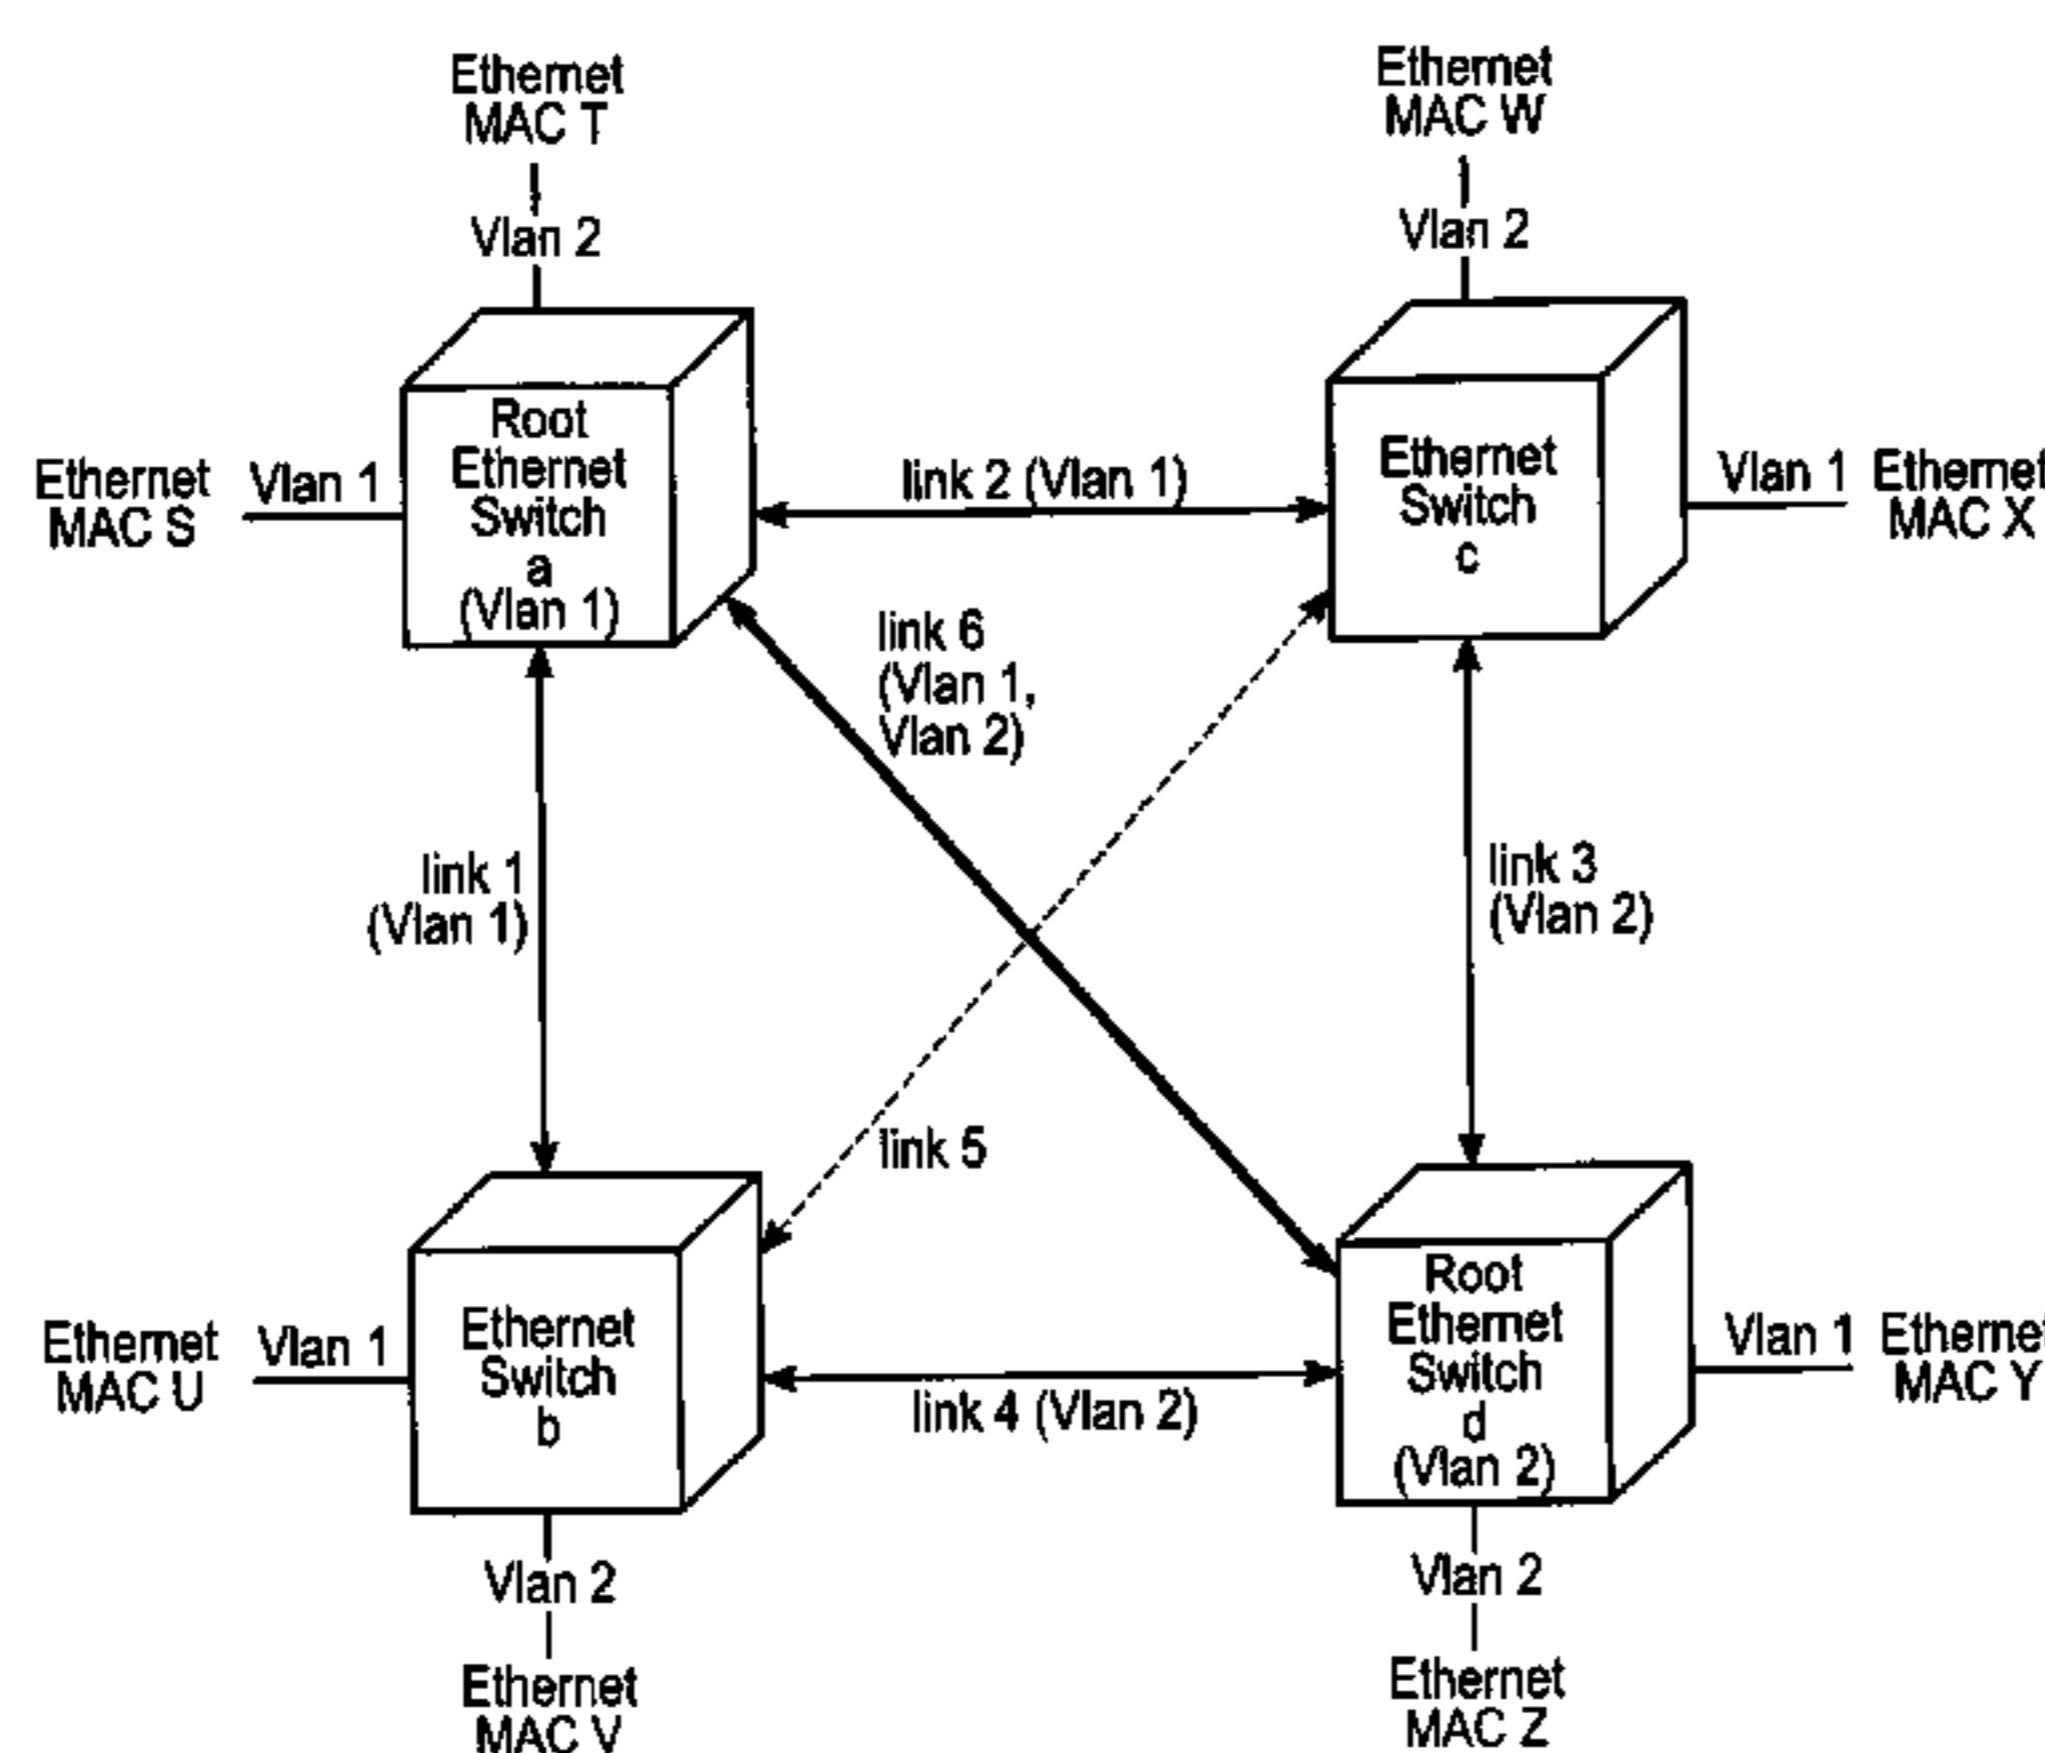 Ethernet
MAC T
Vlan 2
Ethernet
MAC W
Vlan 2
Ethernet
MAC S
Vlan 1
Root
Ethernet
Switch
a
(Vlan 1)
link 2 (Vlan 1)
Ethernet
Switch
c
Vlan 1
Ethernet
MAC X
link 6
(Vlan 1,
Vlan 2)
link 1
(Vlan 1)
link 3
(Vlan 2)
link 5
Ethernet
MAC U
Vlan 1
Ethernet
Switch
b
link 4 (Vlan 2)
Root
Ethernet
Switch
d
(Vlan 2)
Vlan 1
Ethernet
MAC Y
Vlan 2
Ethernet
MAC V
Vlan 2
Ethernet
MAC Z